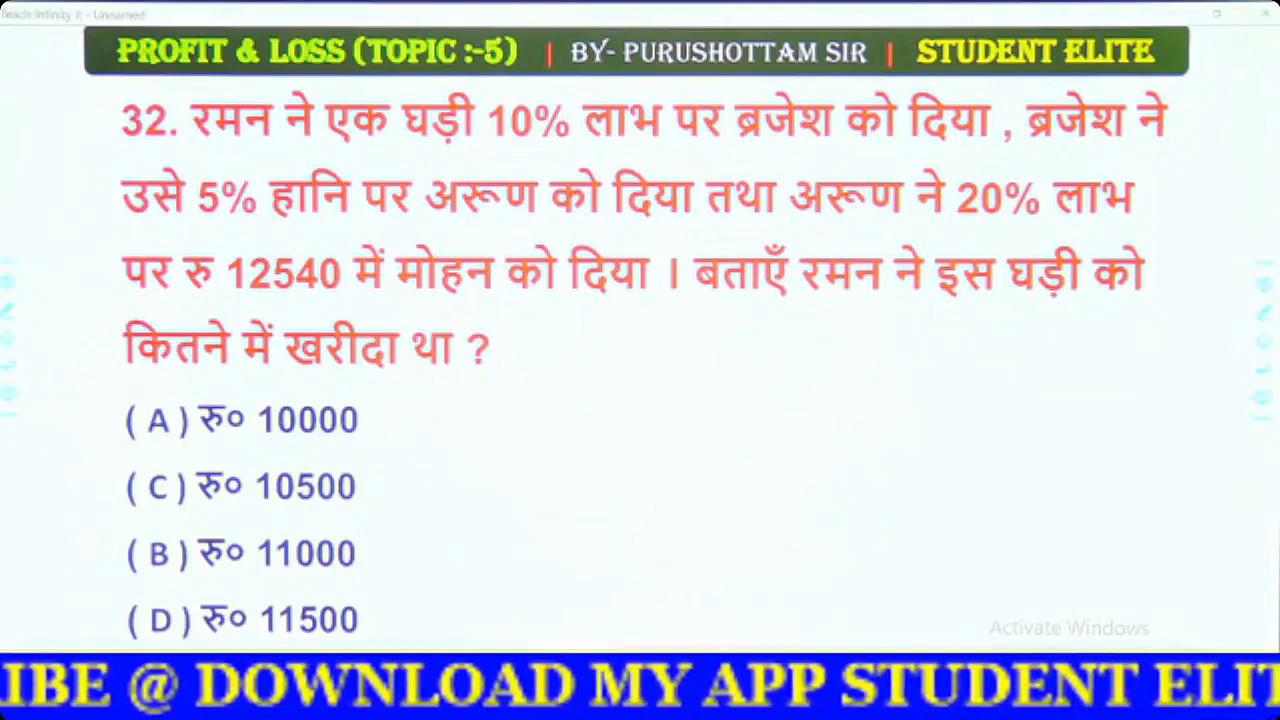 Teach Infinity X - Unnamed
PROFIT & LOSS (TOPIC :-5) | BY- PURUSHOTTAM SIR | STUDENT ELITE
32. रमन ने एक घड़ी 10% लाभ पर ब्रजेश को दिया , ब्रजेश ने
उसे 5% हानि पर अरूण को दिया तथा अरूण ने 20% लाभ
पर रु 12540 में मोहन को दिया । बताएँ रमन ने इस घड़ी को
कितने में खरीदा था ?
( A ) रु० 10000
( C ) रु० 10500
( B ) रु० 11000
( D ) रु० 11500
Activate Windows
IBE @ DOWNLOAD MY APP STUDENT ELIT